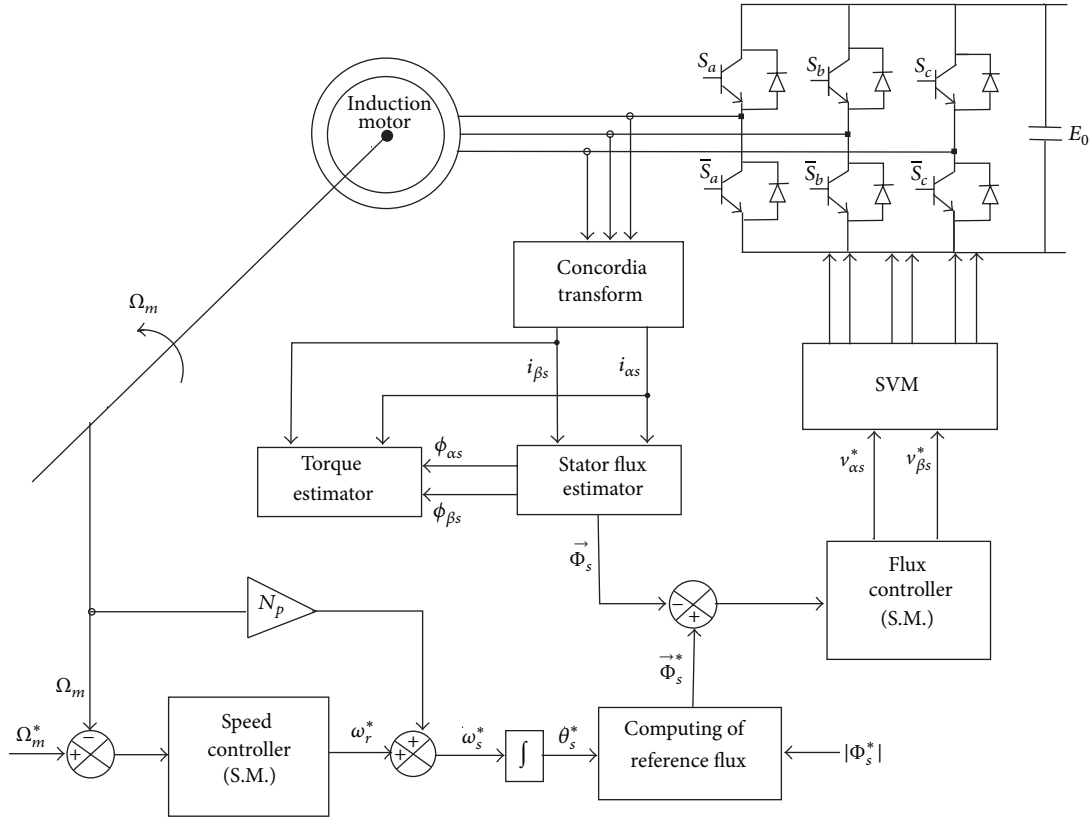 S_a
S_b
S_c
Induction
motor
E_0
S̅_a
S̅_b
S̅_c
Concordia
transform
Ω_m
i_βs
i_αs
SVM
Torque
estimator
ϕ_αs
ϕ_βs
Stator flux
estimator
v*_αs
v*_βs
Φ⃗_s
Flux
controller
(S.M.)
N_p
−
+
Φ⃗*_s
Ω_m
Ω*_m
−
+
Speed
controller
(S.M.)
ω*_r
+
+
ω*_s
∫
θ*_s
Computing of
reference flux
|Φ*_s|